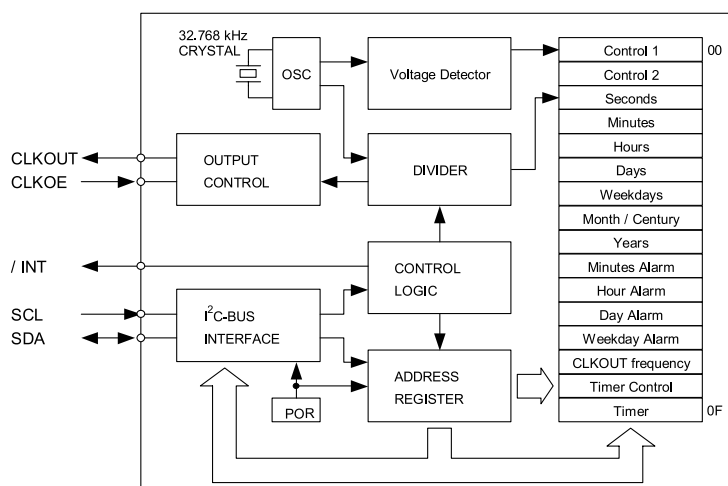 32.768 kHz
CRYSTAL
OSC
Voltage Detector
CLKOUT
CLKOE
OUTPUT
CONTROL
DIVIDER
/ INT
CONTROL
LOGIC
SCL
SDA
I²C-BUS
INTERFACE
ADDRESS
REGISTER
POR
Control 1
00
Control 2
Seconds
Minutes
Hours
Days
Weekdays
Month / Century
Years
Minutes Alarm
Hour Alarm
Day Alarm
Weekday Alarm
CLKOUT frequency
Timer Control
Timer
0F